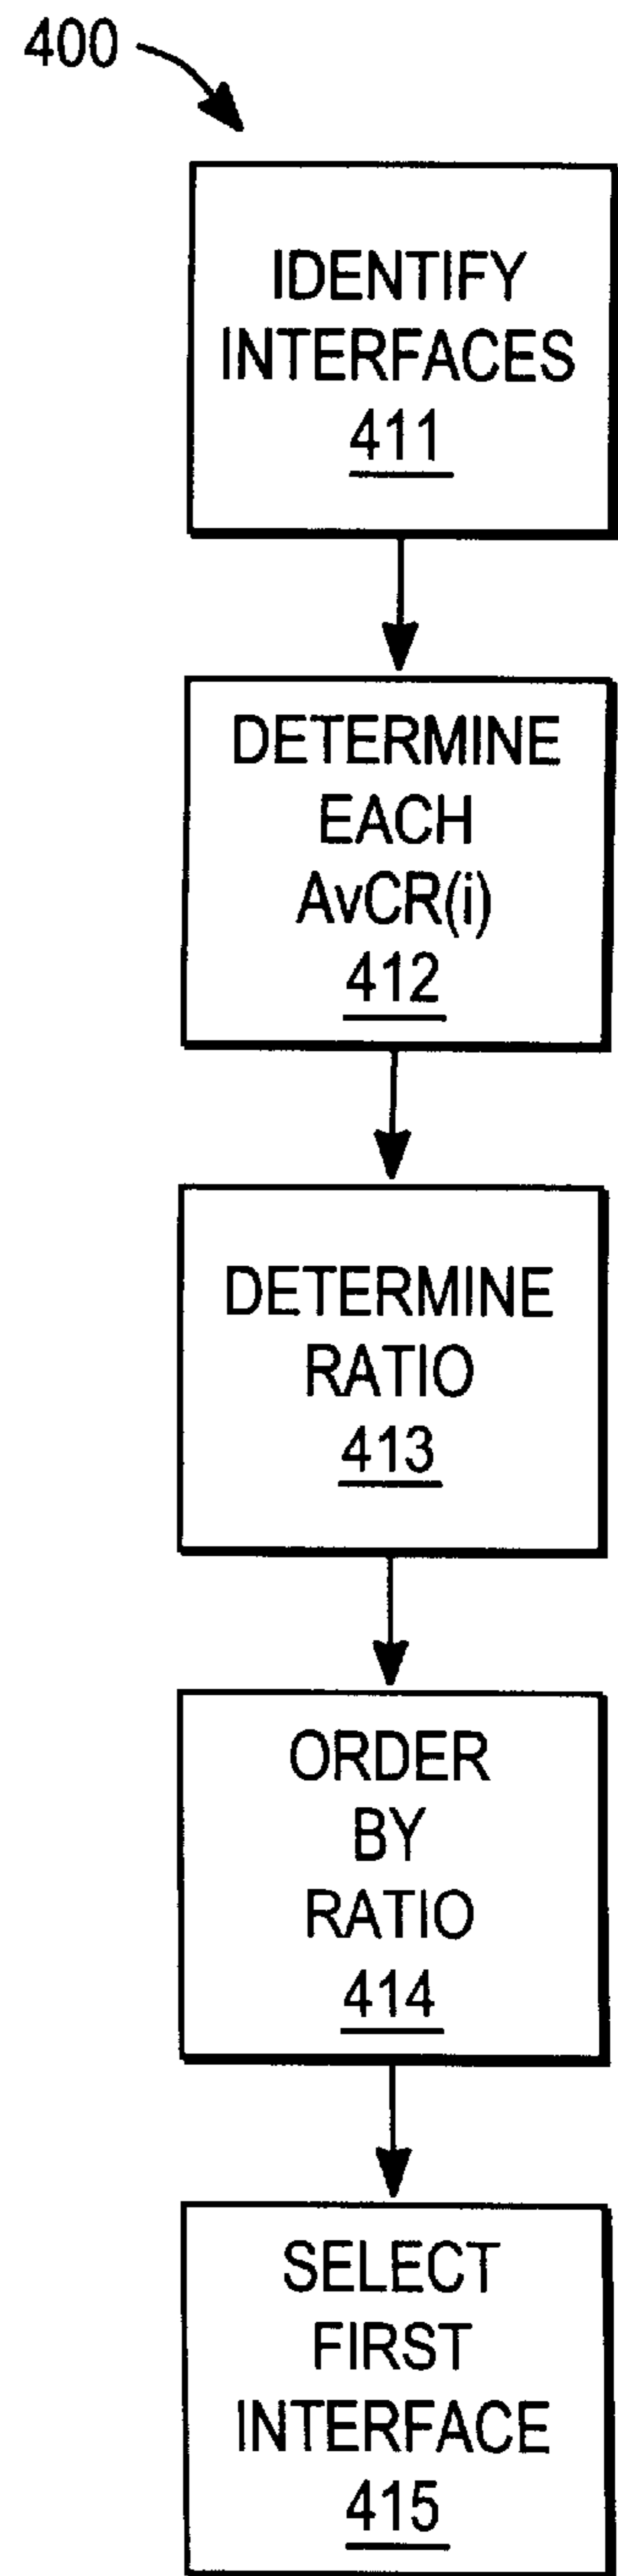 400
IDENTIFY
INTERFACES
411
DETERMINE
EACH
AvCR(i)
412
DETERMINE
RATIO
413
ORDER
BY
RATIO
414
SELECT
FIRST
INTERFACE
415